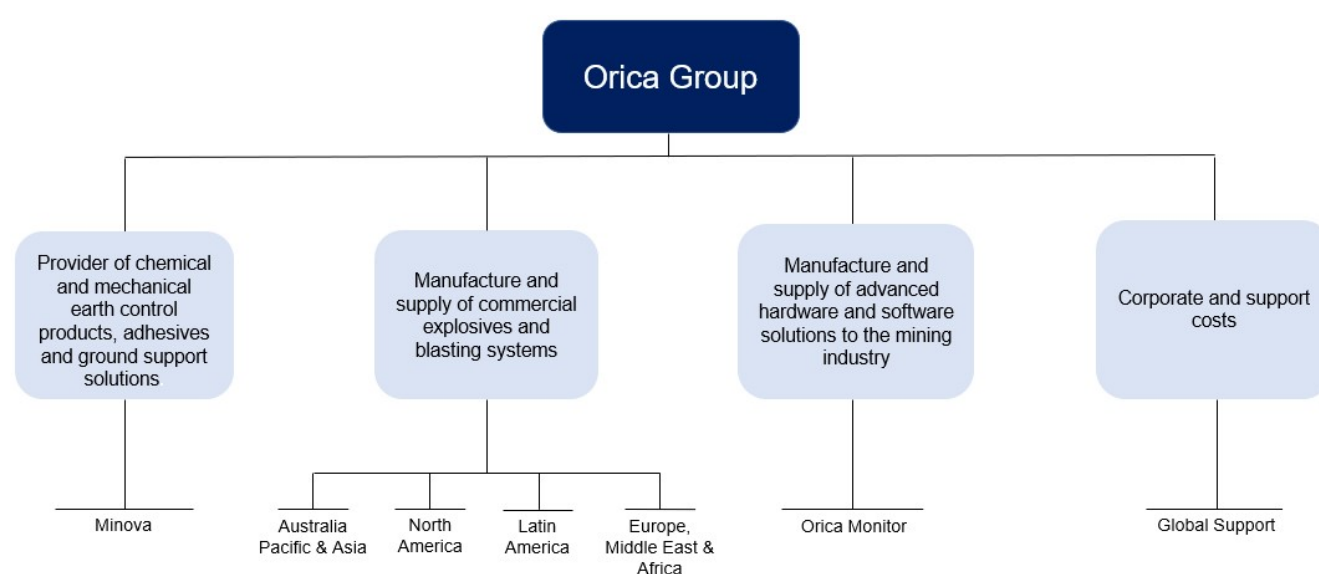 Orica Group
Provider of chemical
and mechanical
earth control
products, adhesives
and ground support
solutions
Manufacture and
supply of commercial
explosives and
blasting systems
Manufacture and
supply of advanced
hardware and software
solutions to the mining
industry
Corporate and support
costs
Minova
Australia
Pacific & Asia
North
America
Latin
America
Europe,
Middle East &
Africa
Orica Monitor
Global Support